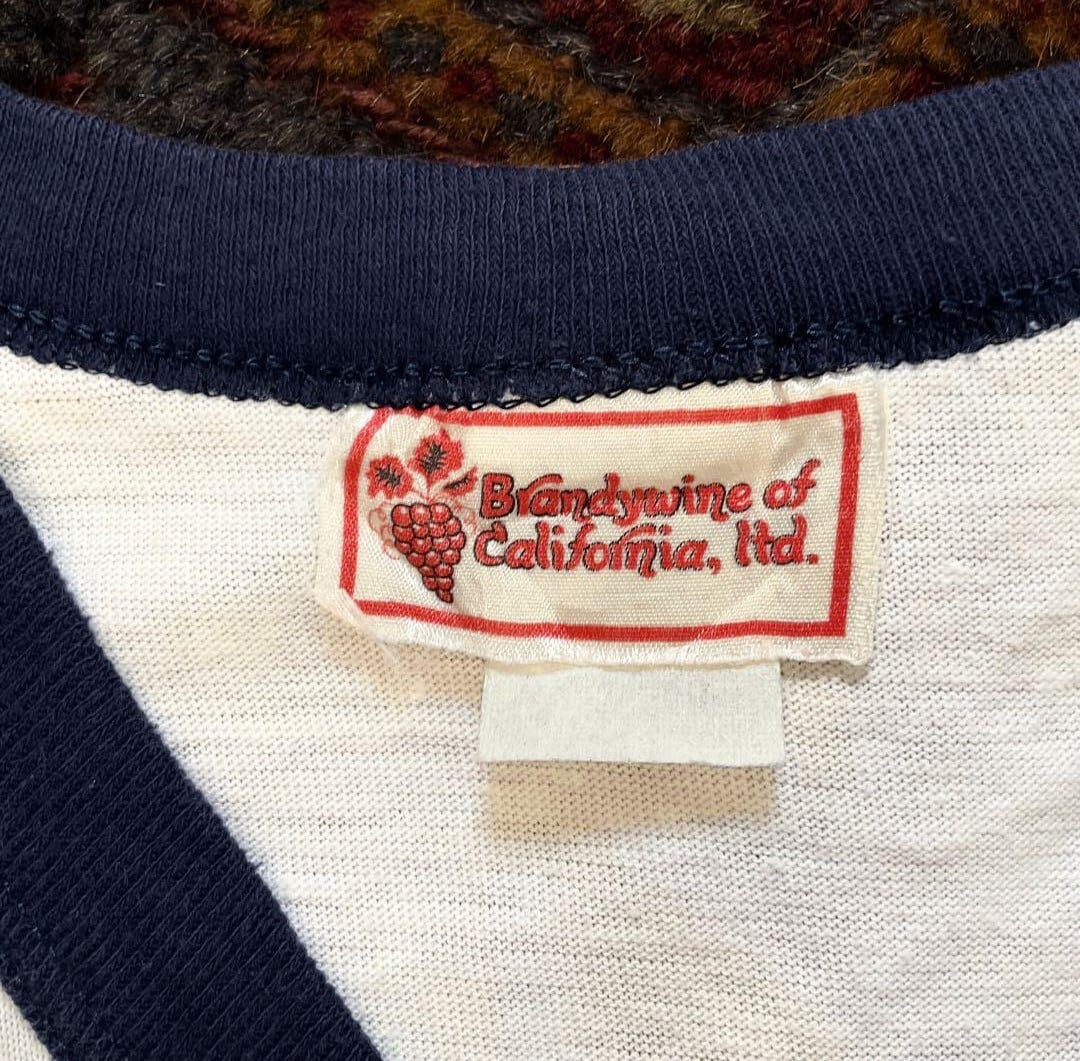 Brandywine of
California, ltd.